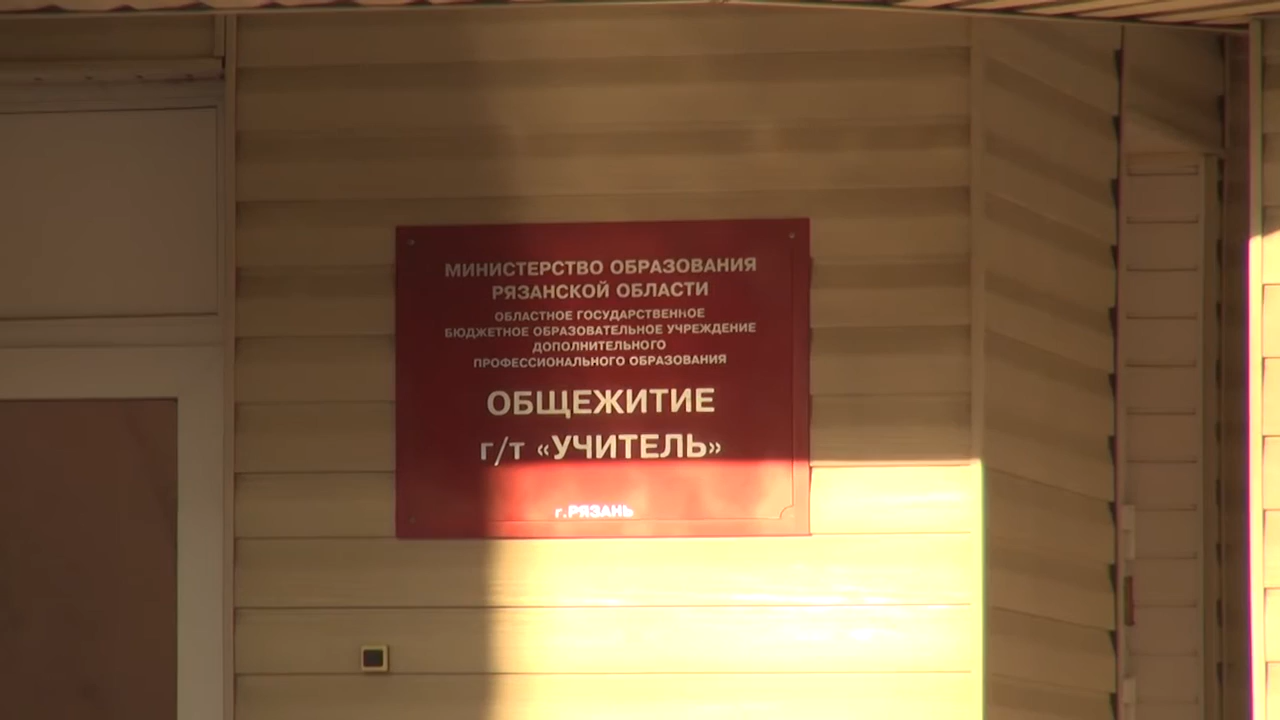 МИНИСТЕРСТВО ОБРАЗОВАНИЯ
РЯЗАНСКОЙ ОБЛАСТИ
ОБЛАСТНОЕ ГОСУДАРСТВЕННОЕ
БЮДЖЕТНОЕ ОБРАЗОВАТЕЛЬНОЕ УЧРЕЖДЕНИЕ
ДОПОЛНИТЕЛЬНОГО
ПРОФЕССИОНАЛЬНОГО ОБРАЗОВАНИЯ
ОБЩЕЖИТИЕ
г/т «УЧИТЕЛЬ»
г.РЯЗАНЬ